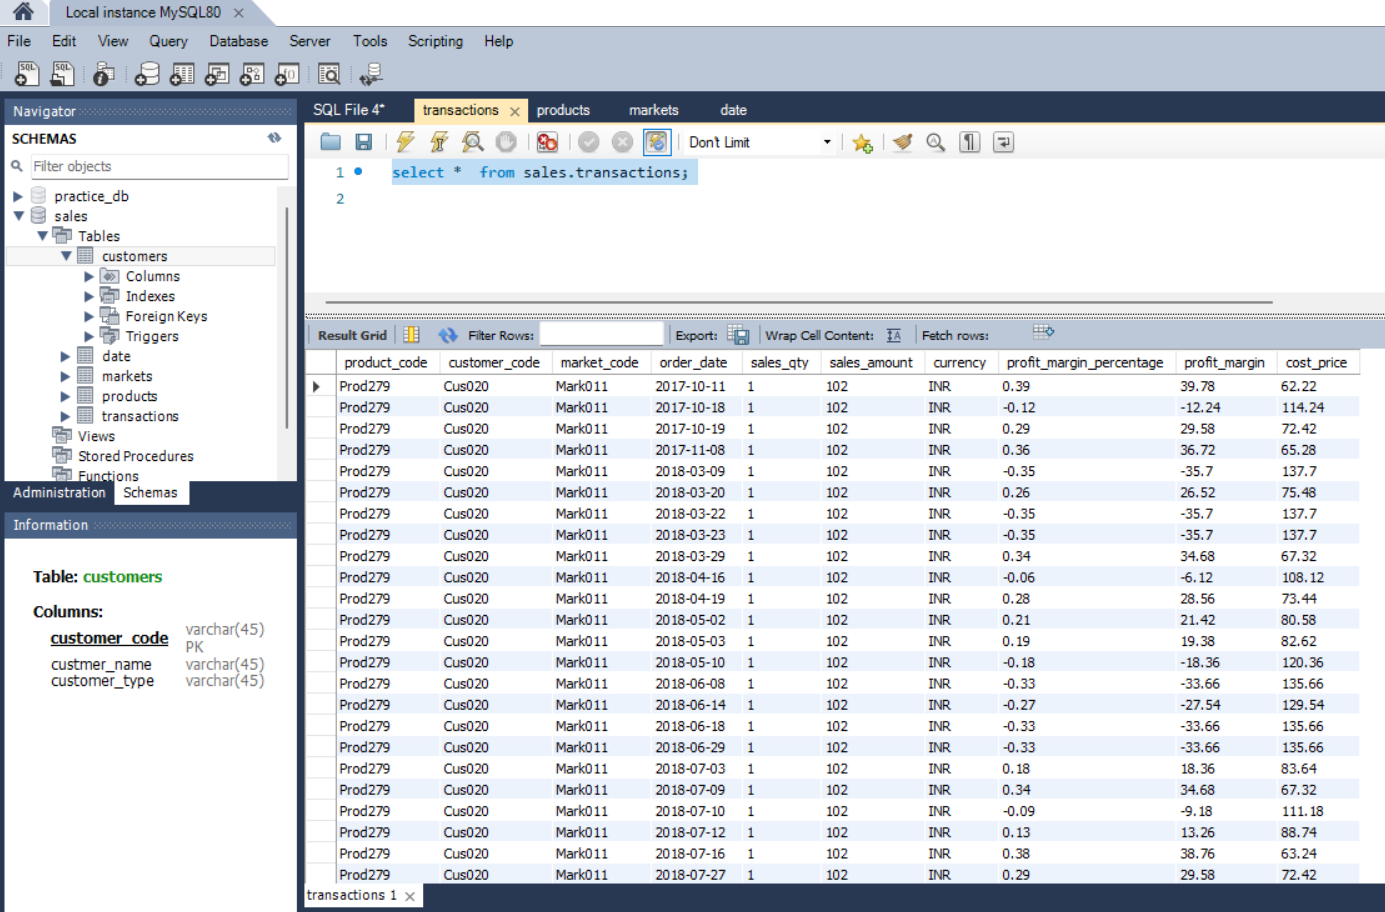 Local instance MySQL80
File Edit View Query Database Server Tools Scripting Help
Navigator
SCHEMAS
Filter objects
practice_db
sales
Tables
customers
Columns
Indexes
Foreign Keys
Triggers
date
markets
products
transactions
Views
Stored Procedures
Functions
Administration Schemas
Information
Table: customers
Columns:
customer_code varchar(45) PK
custmer_name varchar(45)
customer_type varchar(45)
SQL File 4* transactions products markets date
Don't Limit
1 select * from sales.transactions;
2
Result Grid Filter Rows: Export: Wrap Cell Content: Fetch rows:
product_code customer_code market_code order_date sales_qty sales_amount currency profit_margin_percentage profit_margin cost_price
Prod279 Cus020 Mark011 2017-10-11 1 102 INR 0.39 39.78 62.22
Prod279 Cus020 Mark011 2017-10-18 1 102 INR -0.12 -12.24 114.24
Prod279 Cus020 Mark011 2017-10-19 1 102 INR 0.29 29.58 72.42
Prod279 Cus020 Mark011 2017-11-08 1 102 INR 0.36 36.72 65.28
Prod279 Cus020 Mark011 2018-03-09 1 102 INR -0.35 -35.7 137.7
Prod279 Cus020 Mark011 2018-03-20 1 102 INR 0.26 26.52 75.48
Prod279 Cus020 Mark011 2018-03-22 1 102 INR -0.35 -35.7 137.7
Prod279 Cus020 Mark011 2018-03-23 1 102 INR -0.35 -35.7 137.7
Prod279 Cus020 Mark011 2018-03-29 1 102 INR 0.34 34.68 67.32
Prod279 Cus020 Mark011 2018-04-16 1 102 INR -0.06 -6.12 108.12
Prod279 Cus020 Mark011 2018-04-19 1 102 INR 0.28 28.56 73.44
Prod279 Cus020 Mark011 2018-05-02 1 102 INR 0.21 21.42 80.58
Prod279 Cus020 Mark011 2018-05-03 1 102 INR 0.19 19.38 82.62
Prod279 Cus020 Mark011 2018-05-10 1 102 INR -0.18 -18.36 120.36
Prod279 Cus020 Mark011 2018-06-08 1 102 INR -0.33 -33.66 135.66
Prod279 Cus020 Mark011 2018-06-14 1 102 INR -0.27 -27.54 129.54
Prod279 Cus020 Mark011 2018-06-18 1 102 INR -0.33 -33.66 135.66
Prod279 Cus020 Mark011 2018-06-29 1 102 INR -0.33 -33.66 135.66
Prod279 Cus020 Mark011 2018-07-03 1 102 INR 0.18 18.36 83.64
Prod279 Cus020 Mark011 2018-07-09 1 102 INR 0.34 34.68 67.32
Prod279 Cus020 Mark011 2018-07-10 1 102 INR -0.09 -9.18 111.18
Prod279 Cus020 Mark011 2018-07-12 1 102 INR 0.13 13.26 88.74
Prod279 Cus020 Mark011 2018-07-16 1 102 INR 0.38 38.76 63.24
Prod279 Cus020 Mark011 2018-07-27 1 102 INR 0.29 29.58 72.42
transactions 1